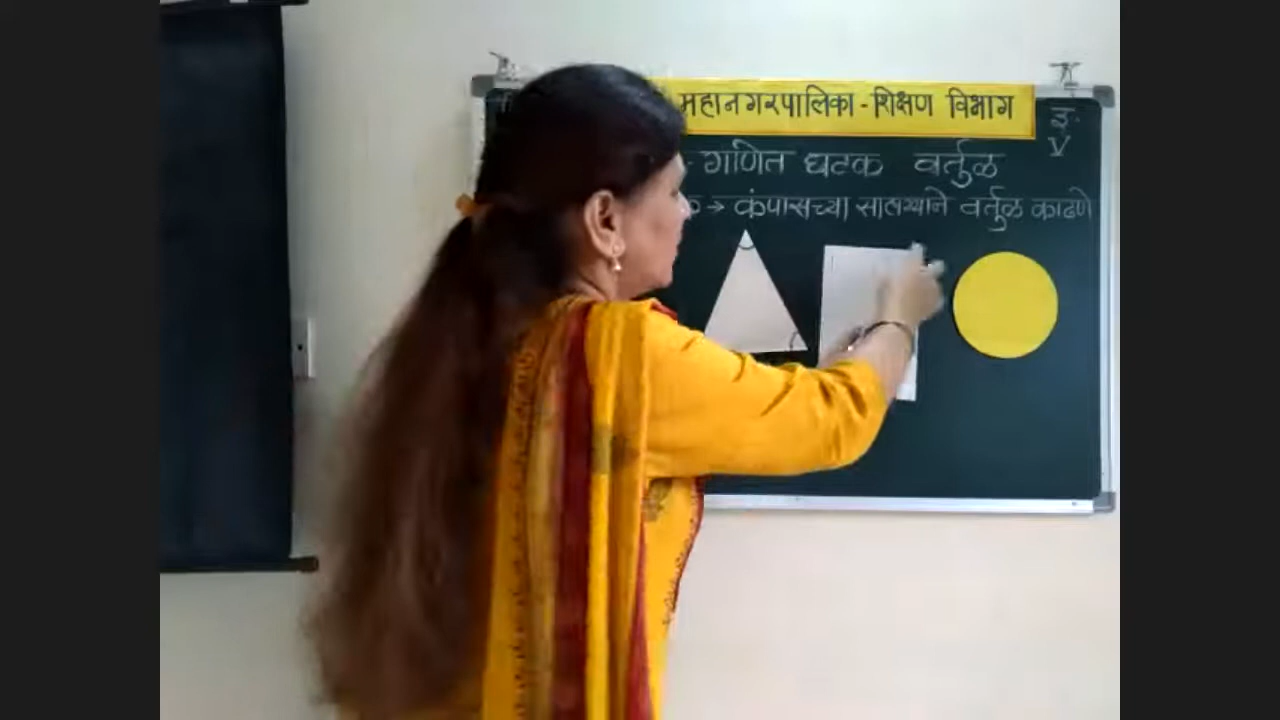 महानगरपालिका - शिक्षण विभाग
इ.
V
गणित घटक वर्तुळ
→ कंपासच्या साहाय्याने वर्तुळ काढणे